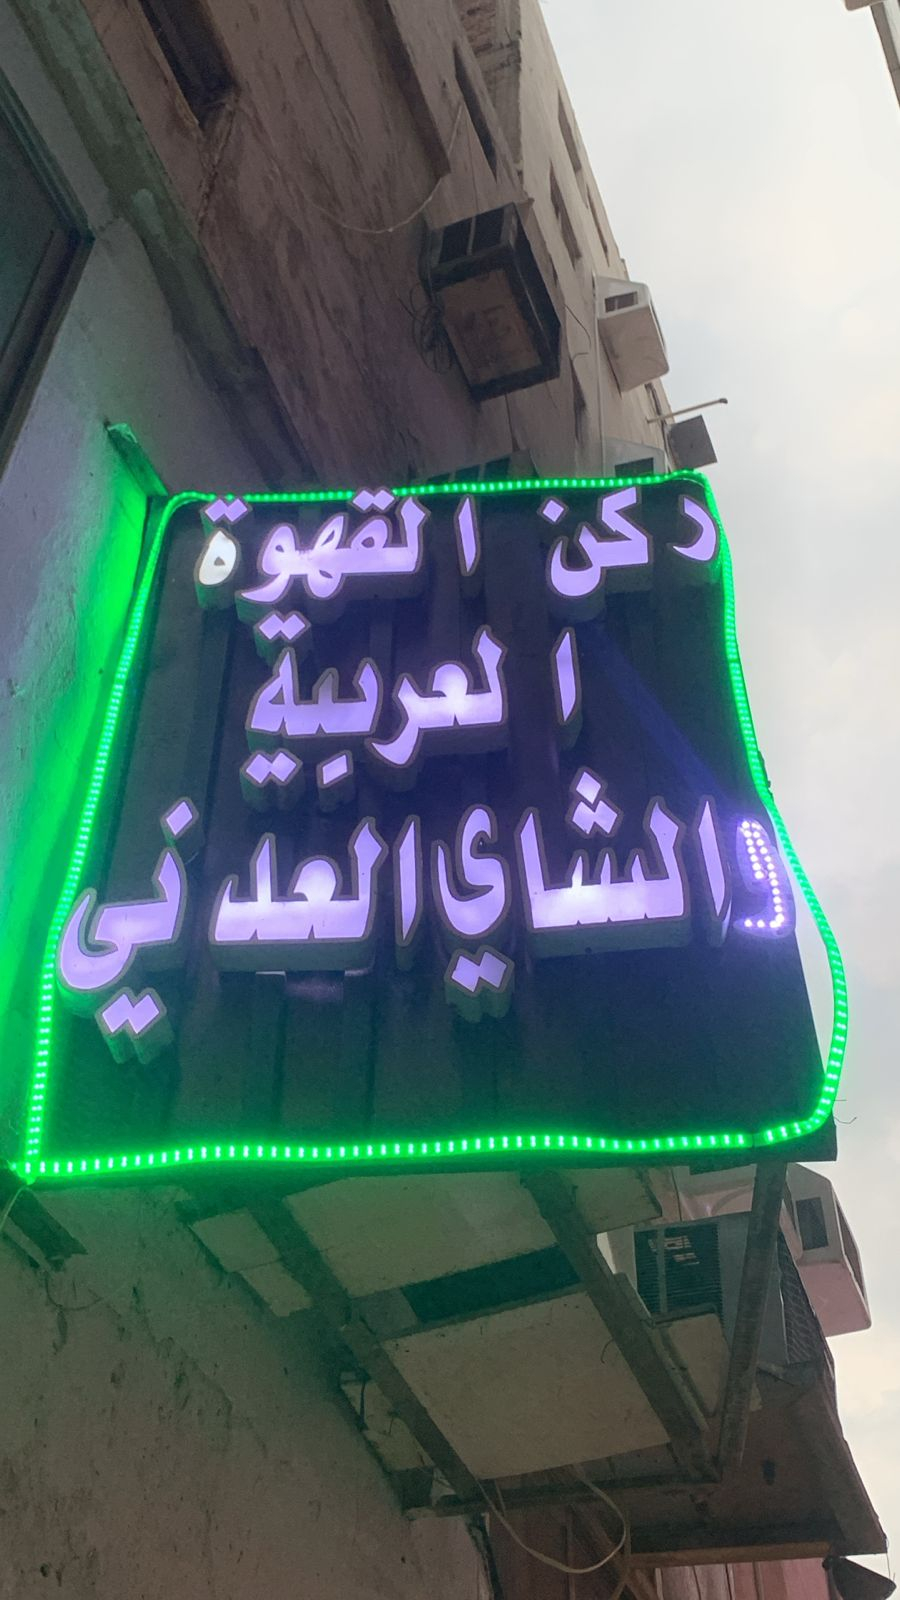 ركن القهوة
العربية
والشاي العدني